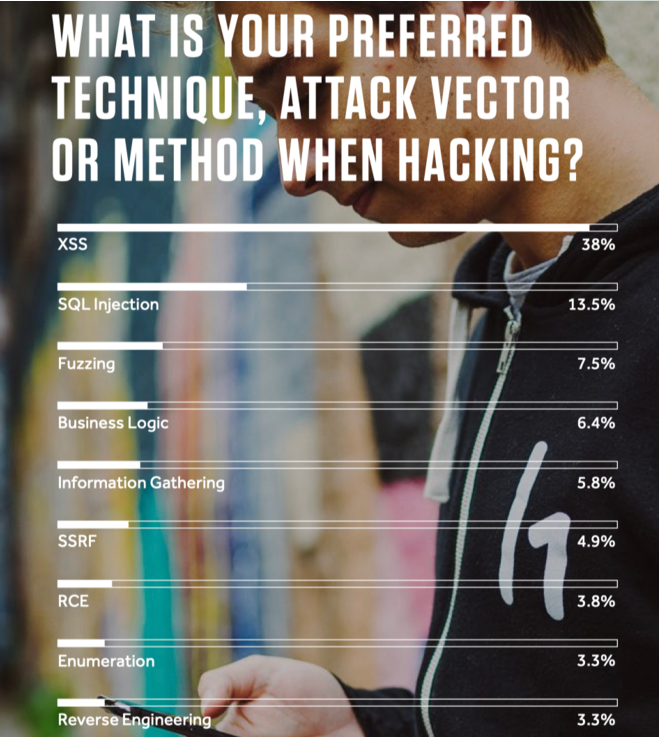 WHAT IS YOUR PREFERRED
TECHNIQUE, ATTACK VECTOR
OR METHOD WHEN HACKING?
XSS 38%
SQL Injection 13.5%
Fuzzing 7.5%
Business Logic 6.4%
Information Gathering 5.8%
SSRF 4.9%
RCE 3.8%
Enumeration 3.3%
Reverse Engineering 3.3%